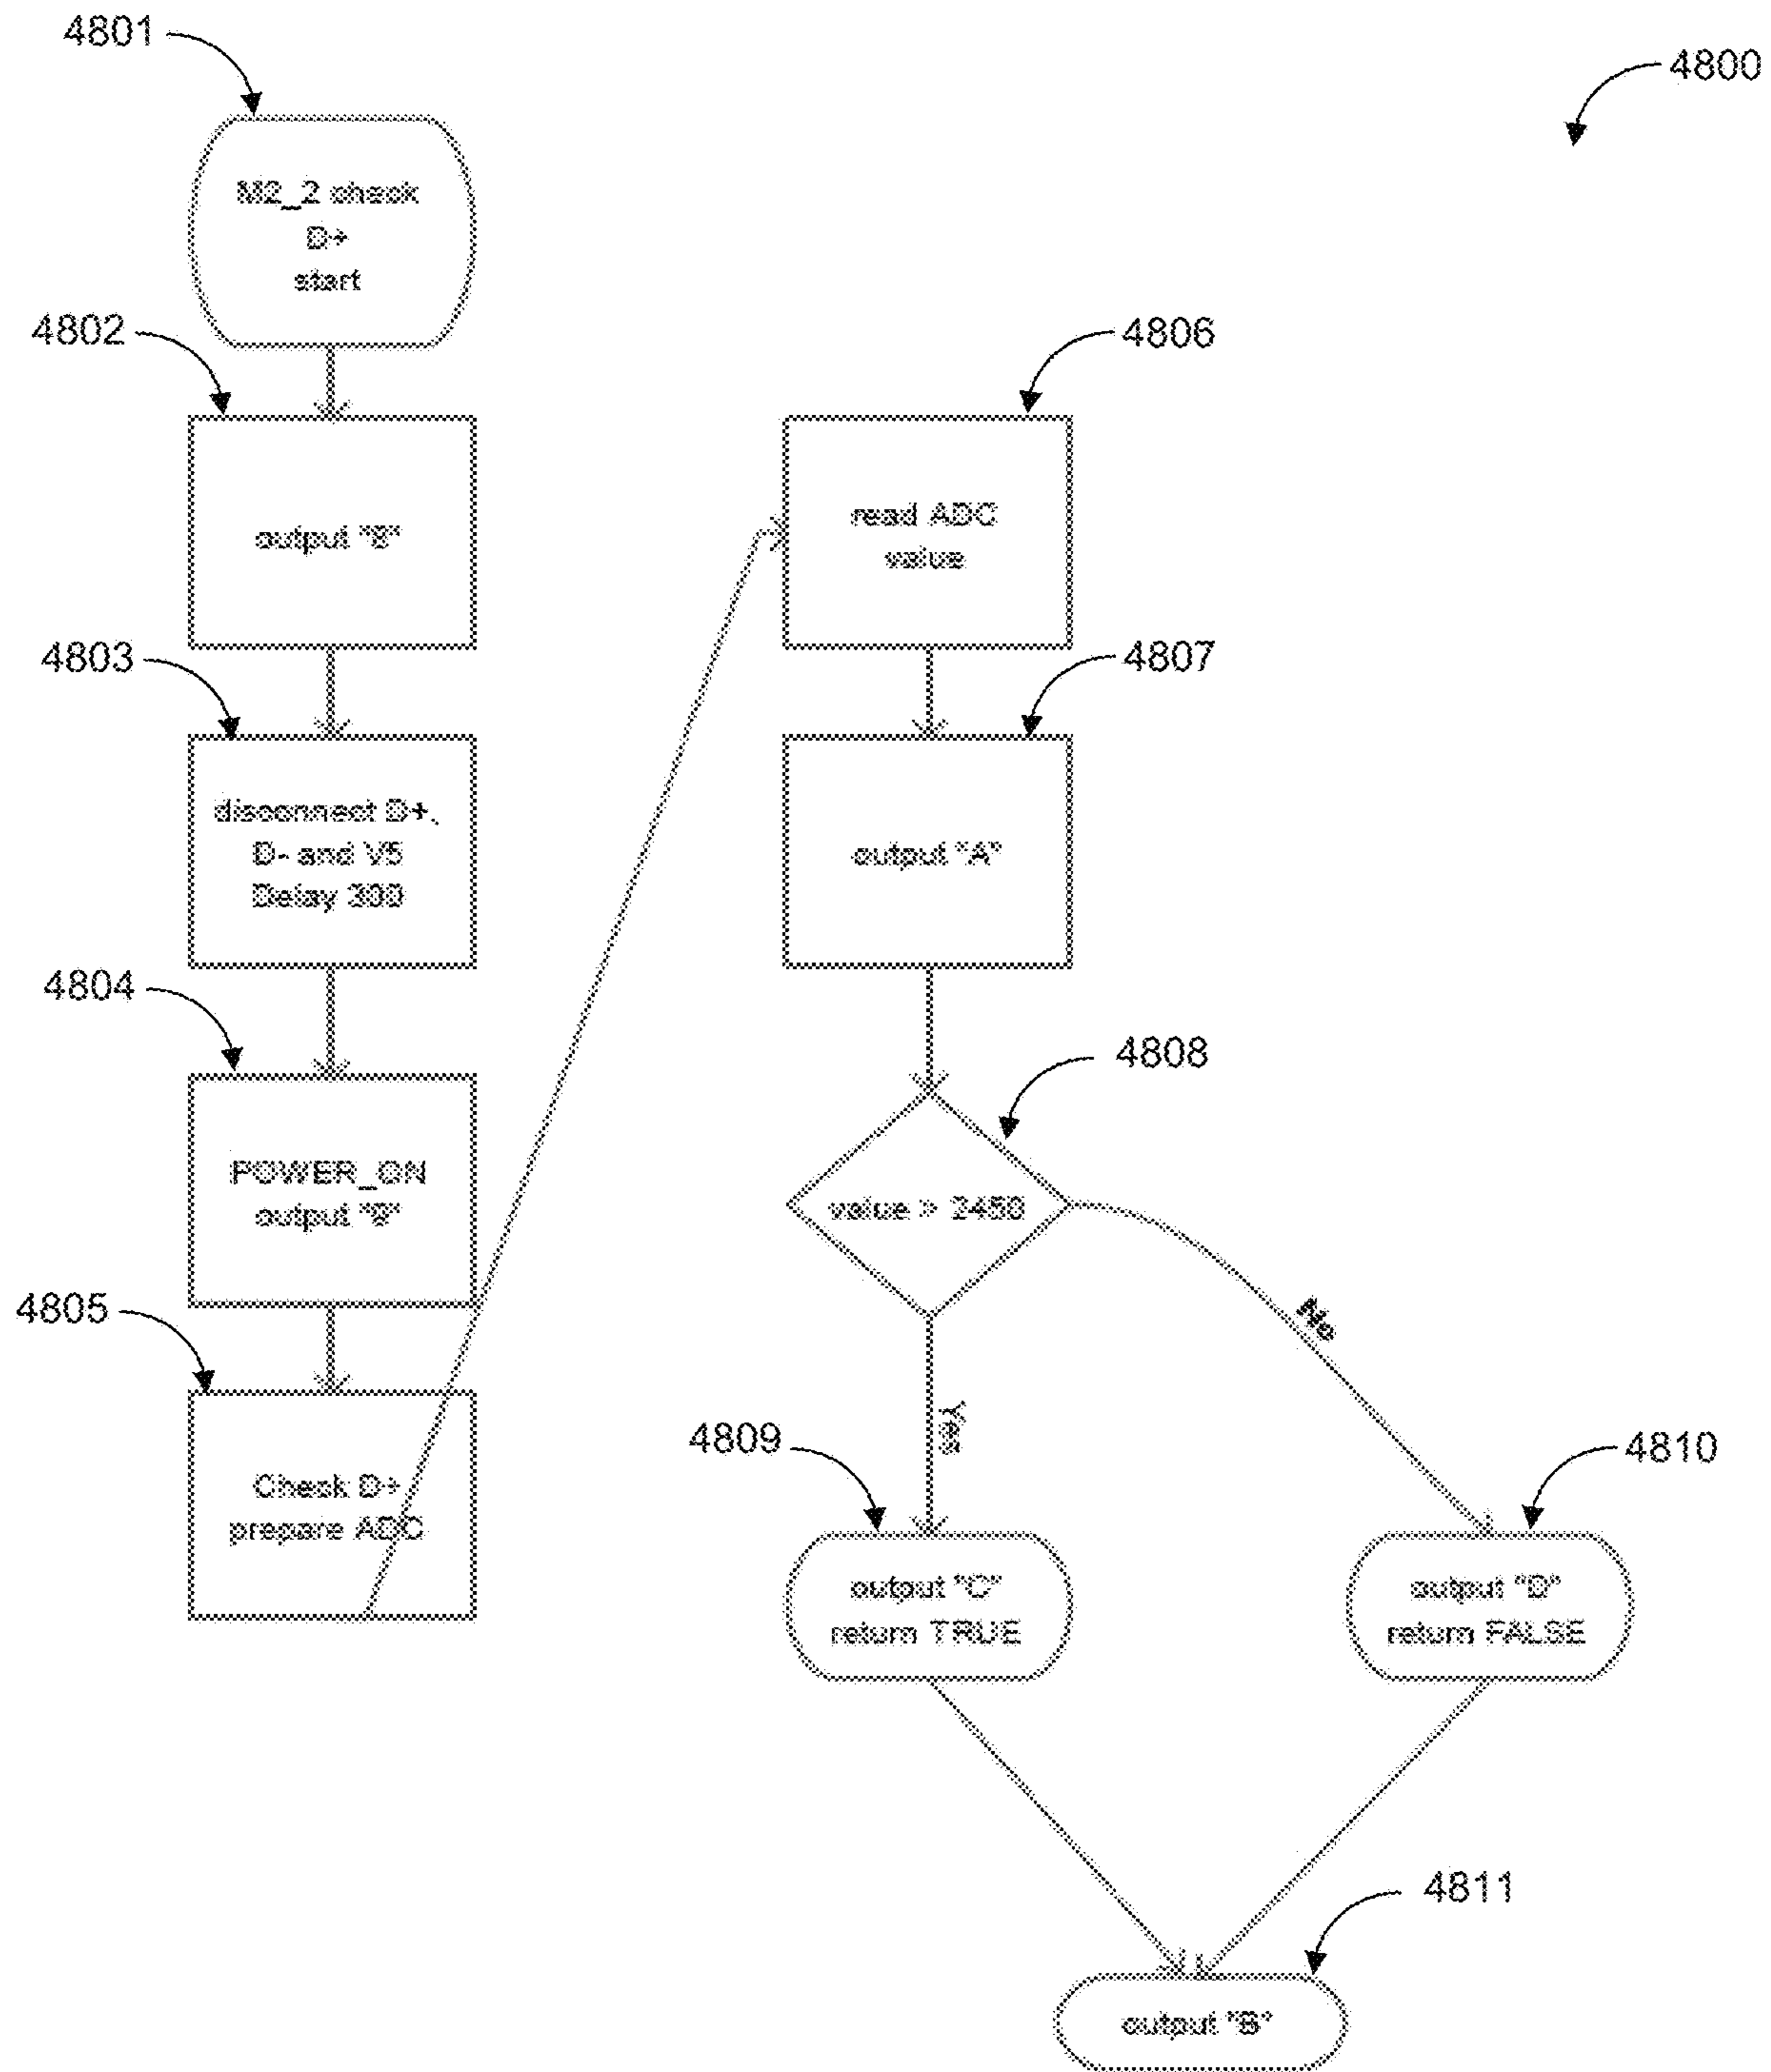 4801
4800
M2_2 check
D+
start
4802
output
4803
disconnect D+,
D- and V5
Delay 300
4804
POWER_ON
output "9"
4805
Check D+
prepare ADC
4806
read ADC
value
4807
output "A"
4808
value > 2450
No
Yes
4809
output "C"
return TRUE
4810
output "D"
return FALSE
4811
output "B"